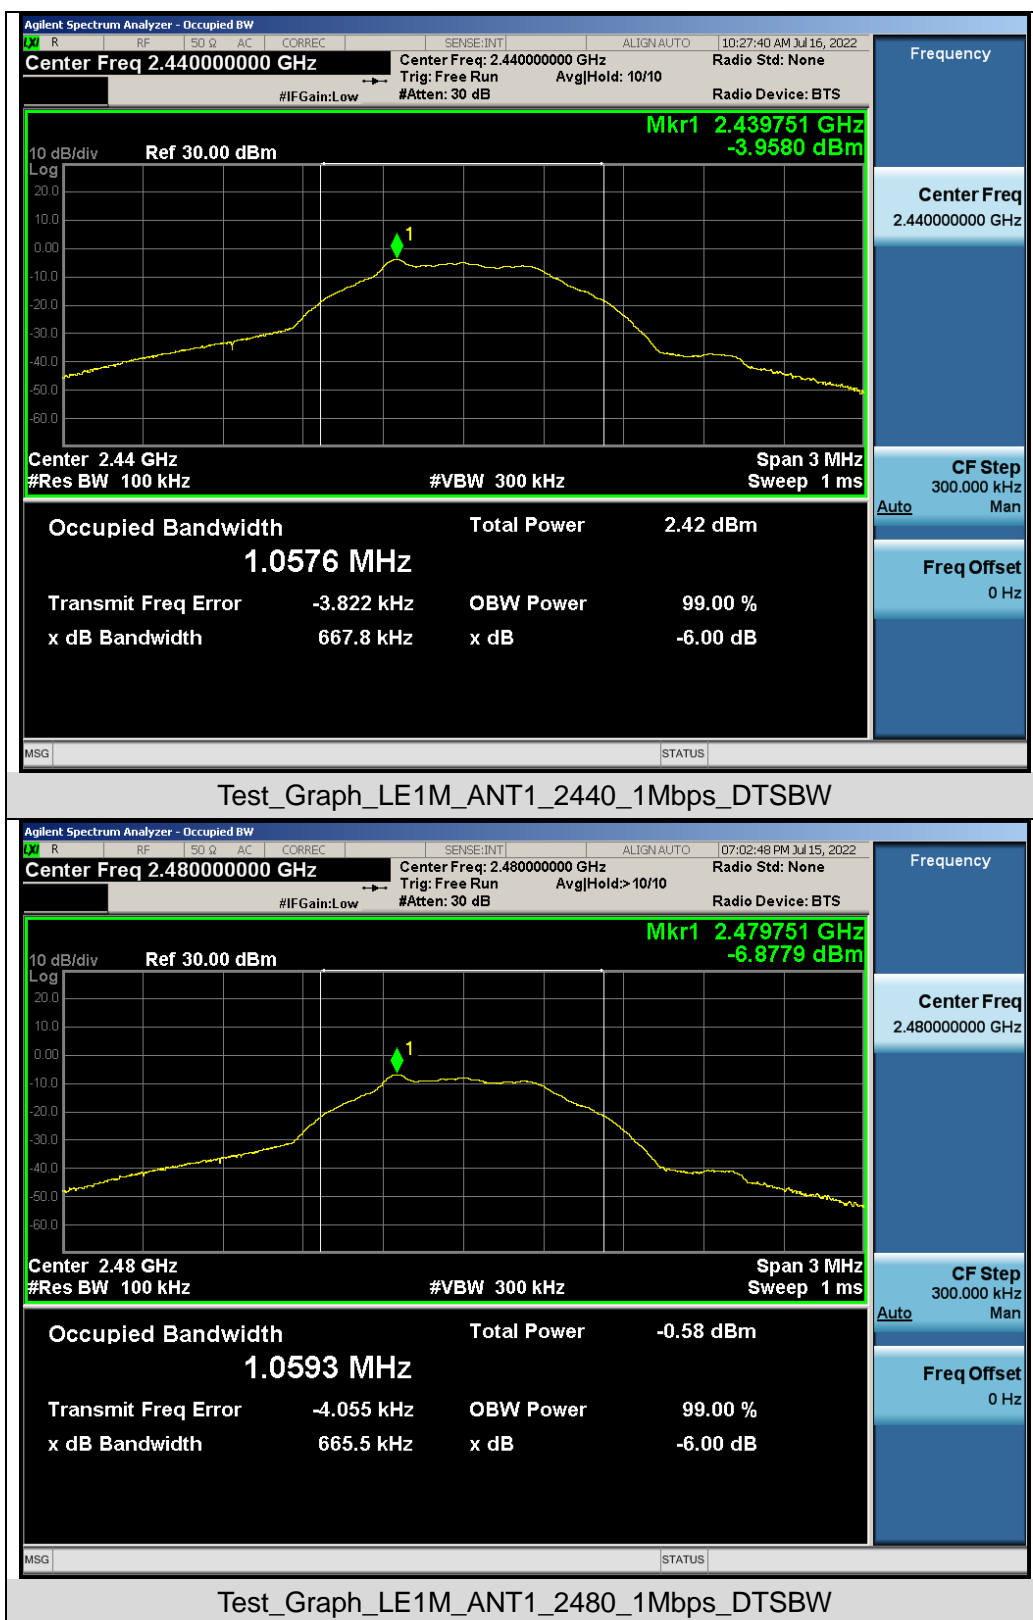 Agilent Spectrum Analyzer - Occupied BW
LXI R RF 50 Ω AC CORREC SENSE:INT ALIGN AUTO 10:27:40 AM Jul 16, 2022
Center Freq 2.440000000 GHz Center Freq: 2.440000000 GHz Radio Std: None Frequency
Trig: Free Run Avg|Hold: 10/10
#IFGain:Low #Atten: 30 dB Radio Device: BTS
Mkr1 2.439751 GHz
-3.9580 dBm
10 dB/div Ref 30.00 dBm
Log
20.0
10.0
0.00
-10.0
-20.0
-30.0
-40.0
-50.0
-60.0
1
Center Freq
2.440000000 GHz
Center 2.44 GHz Span 3 MHz
#Res BW 100 kHz #VBW 300 kHz Sweep 1 ms
CF Step
300.000 kHz
Auto Man
Freq Offset
0 Hz
Occupied Bandwidth Total Power 2.42 dBm
1.0576 MHz
Transmit Freq Error -3.822 kHz OBW Power 99.00 %
x dB Bandwidth 667.8 kHz x dB -6.00 dB
MSG STATUS
Test_Graph_LE1M_ANT1_2440_1Mbps_DTSBW
Agilent Spectrum Analyzer - Occupied BW
LXI R RF 50 Ω AC CORREC SENSE:INT ALIGN AUTO 07:02:48 PM Jul 15, 2022
Center Freq 2.480000000 GHz Center Freq: 2.480000000 GHz Radio Std: None Frequency
Trig: Free Run Avg|Hold:> 10/10
#IFGain:Low #Atten: 30 dB Radio Device: BTS
Mkr1 2.479751 GHz
-6.8779 dBm
10 dB/div Ref 30.00 dBm
Log
20.0
10.0
0.00
-10.0
-20.0
-30.0
-40.0
-50.0
-60.0
1
Center Freq
2.480000000 GHz
Center 2.48 GHz Span 3 MHz
#Res BW 100 kHz #VBW 300 kHz Sweep 1 ms
CF Step
300.000 kHz
Auto Man
Freq Offset
0 Hz
Occupied Bandwidth Total Power -0.58 dBm
1.0593 MHz
Transmit Freq Error -4.055 kHz OBW Power 99.00 %
x dB Bandwidth 665.5 kHz x dB -6.00 dB
MSG STATUS
Test_Graph_LE1M_ANT1_2480_1Mbps_DTSBW